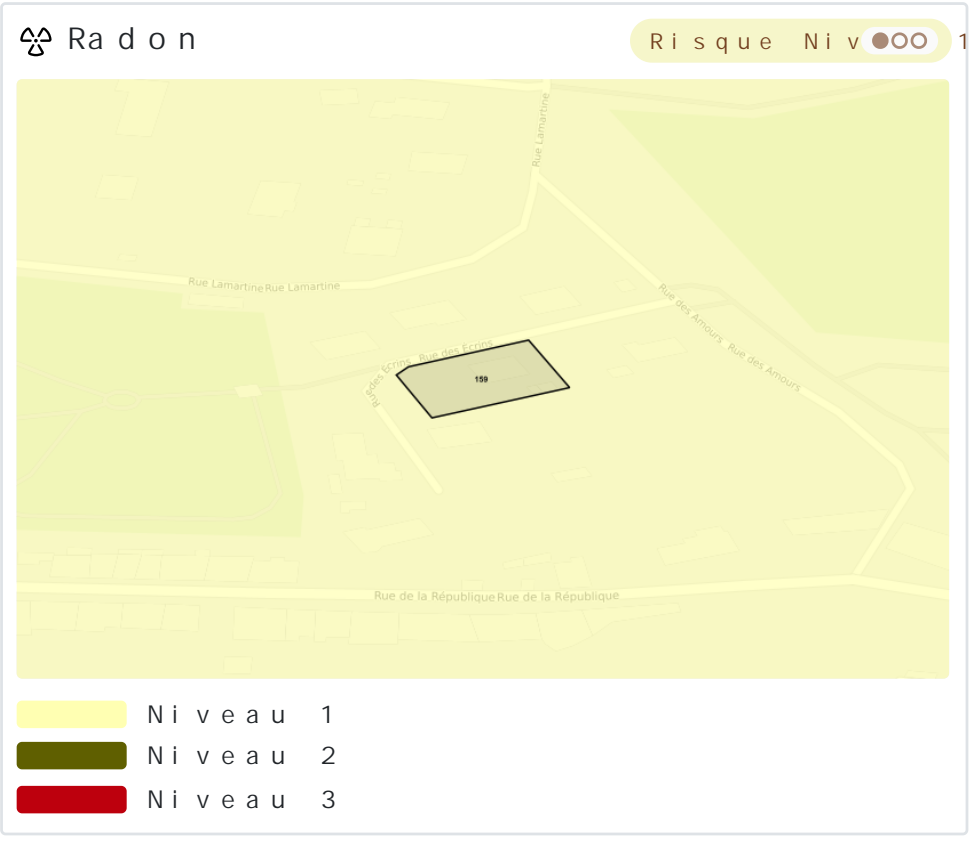 Radon
Risque Niv 1
Rue Lamartine
Rue Lamartine Rue Lamartine
Rue des Amours Rue des Amours
Rue des Ecrins Rue des Ecrins
159
Rue de la République Rue de la République
Niveau 1
Niveau 2
Niveau 3